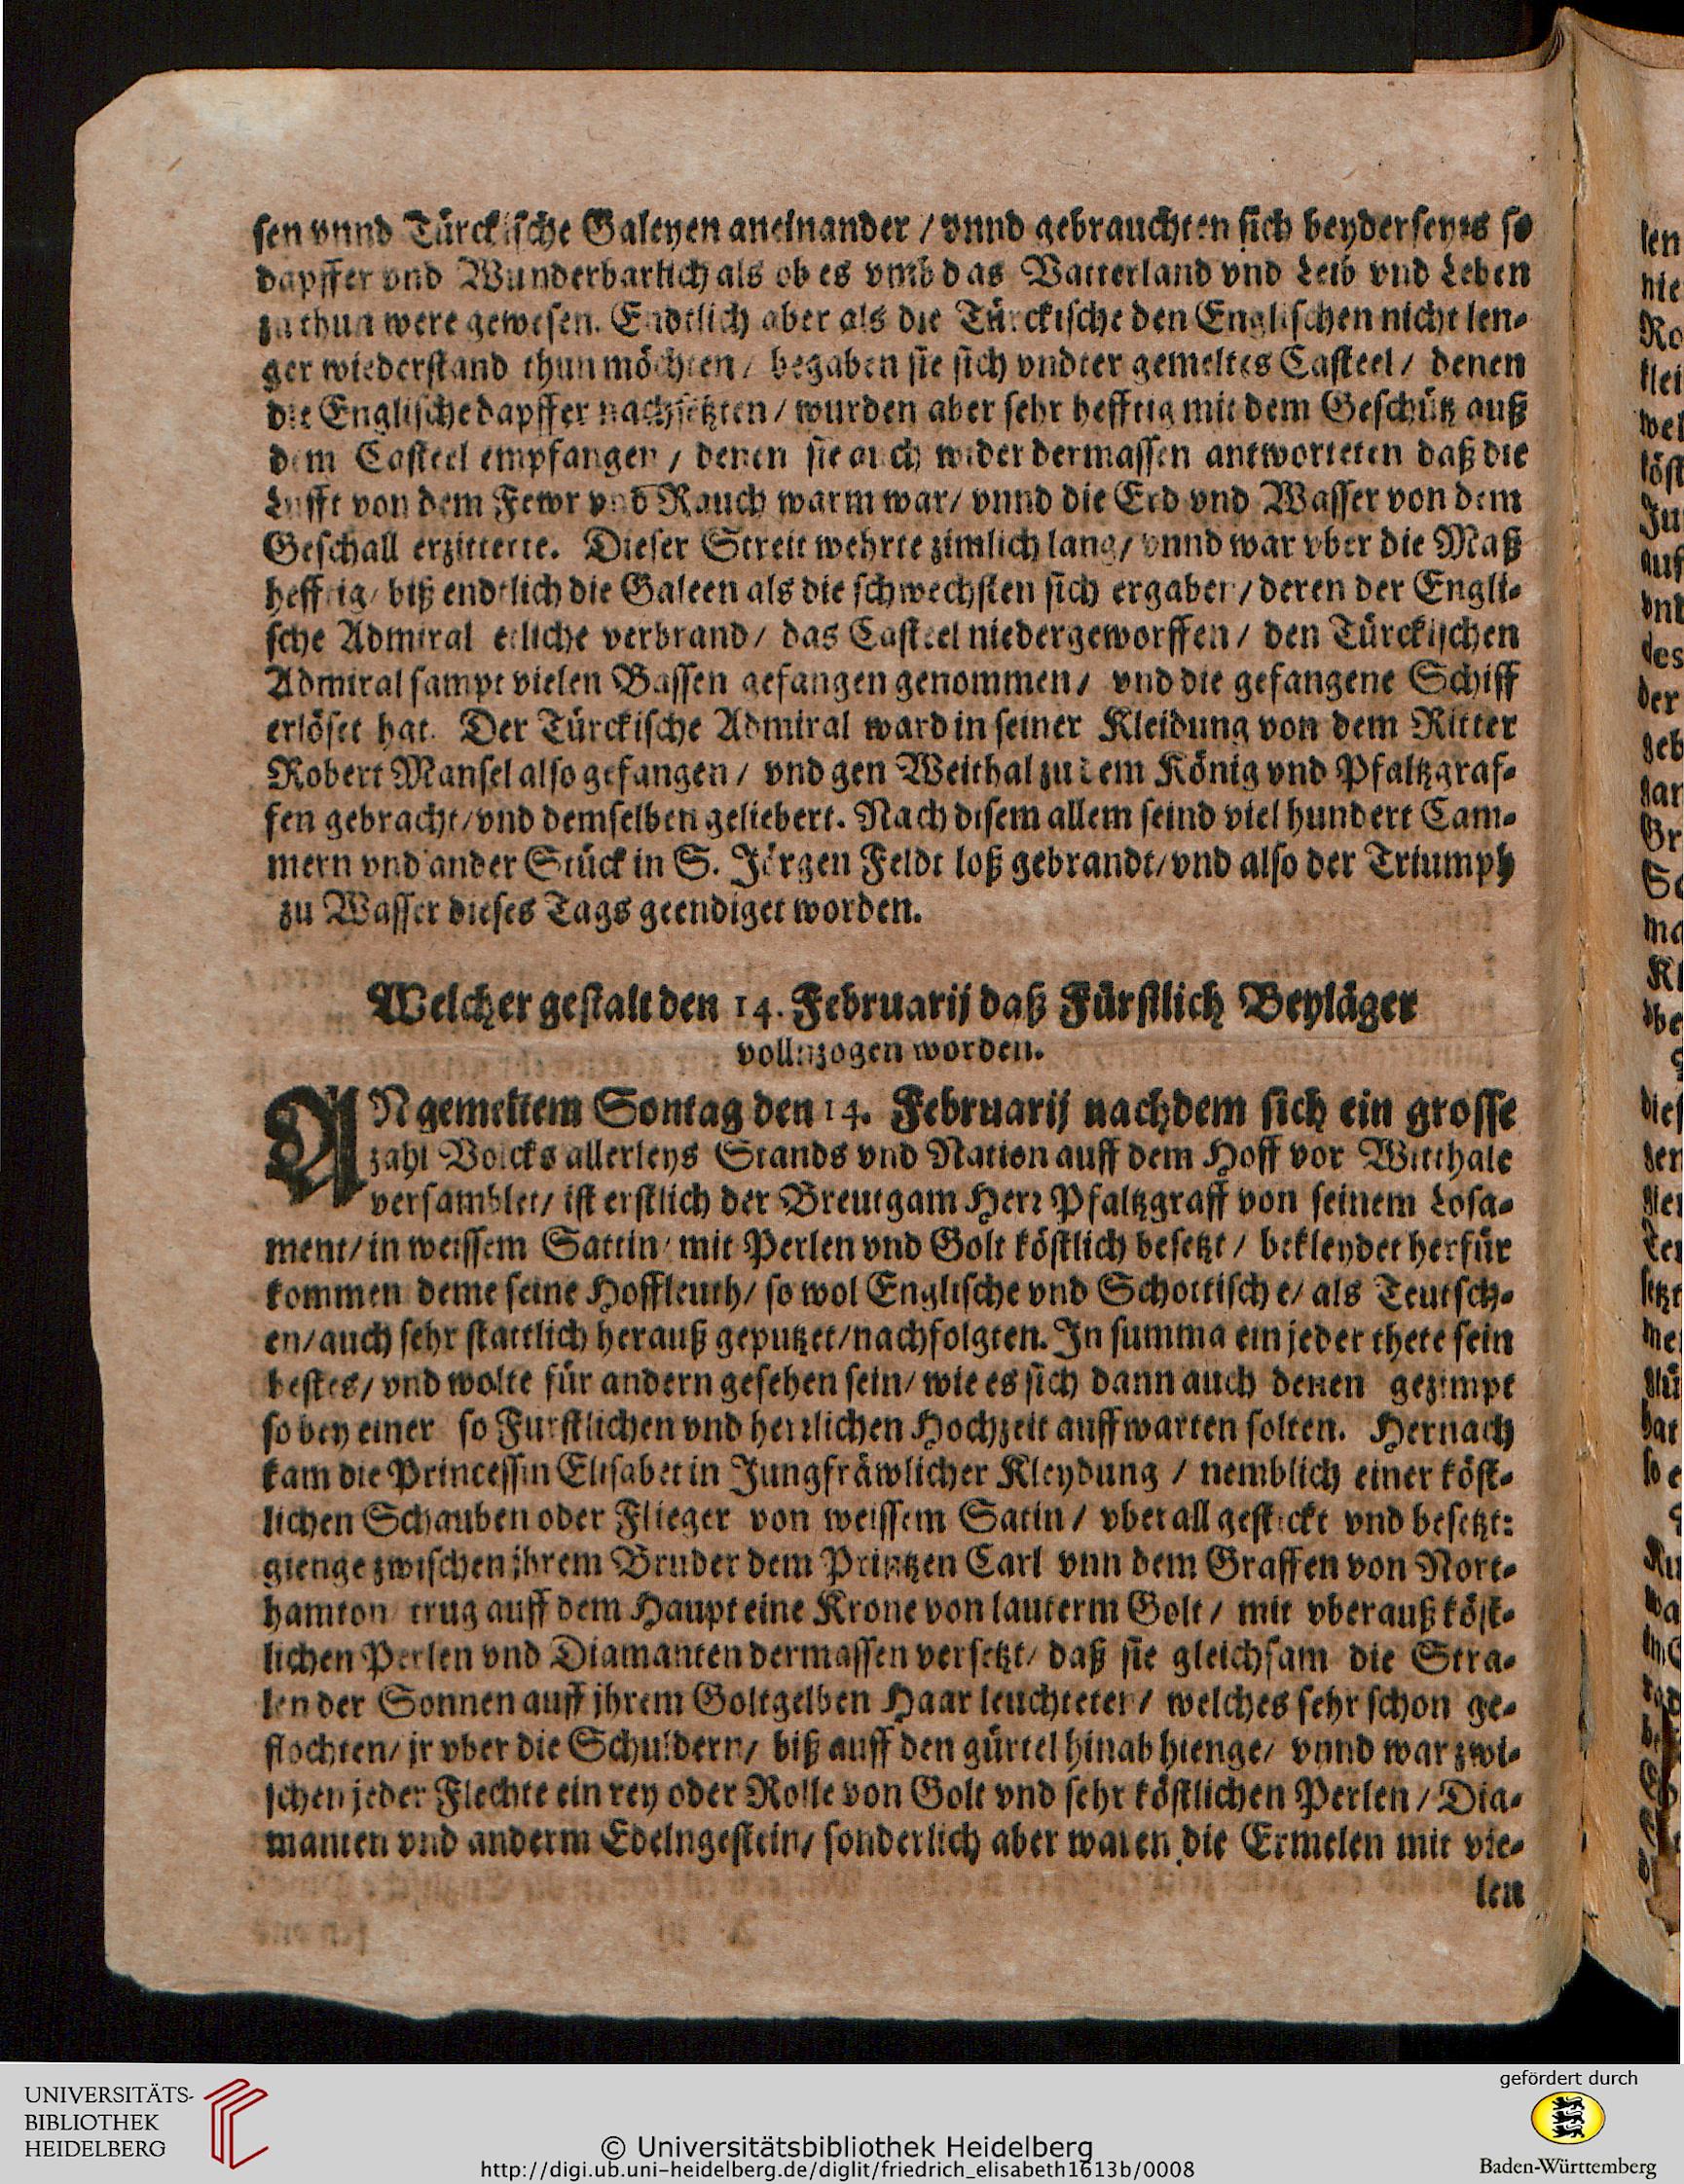 sen vnnd Türckische Galeyen aneinander / vnnd gebrauchten sich beyderseyts so
dapffer vnd Wunderbarlich als ob es vmb das Vatterland vnd Leib vnd Leben
zu thun were gewesen. Endtlich aber als die Türckische den Englischen nicht len-
ger wiederstand thun möchten / begaben sie sich vndter gemeltes Casteel / denen
die Englische dapffer nachsetzten / wurden aber sehr hefftig mit dem Geschütz auß
dem Casteel empfangen / denen sie auch wider dermassen antworteten daß die
Lufft von dem Fewr vnd Rauch warm war / vnnd die Erd vnd Wasser von dem
Geschall erzitterte. Dieser Streit wehrte zimlich lang / vnnd war vber die Maß
hefftig / biß endtlich die Galeen als die schwechsten sich ergaben / deren der Engli-
sche Admiral etliche verbrand / das Casteel niedergeworffen / den Türckischen
Admiral sampt vielen Bassen gefangen genommen / vnd die gefangene Schiff
erlöset hat. Der Türckische Admiral ward in seiner Kleidung von dem Ritter
Robert Mansel also gefangen / vnd gen Weithal zu dem König vnd Pfaltzgraf-
fen gebracht / vnd demselben geliebert. Nach disem allem seind viel hundert Cam-
mern vnd ander Stück in S. Jörgen Feldt loß gebrandt / vnd also der Triumph
zu Wasser dieses Tags geendiget worden.
Welcher gestalt den 14. Februarij daß Fürstlich Beyläger
vollnzogen worden.
AN gemeltem Sontag den 14. Februarij nachdem sich ein grosse
zahl Volcks allerleys Stands vnd Nation auff dem Hoff vor Witthale
versamblet / ist erstlich der Breutgam Herr Pfaltzgraff von seinem Losa-
ment / in weissem Sattin / mit Perlen vnd Golt köstlich besetzt / bekleydet herfür
kommen deme seine Hoffleuth / so wol Englische vnd Schottische / als Teutsch-
en / auch sehr stattlich herauß geputzet / nachfolgten. In summa ein jeder thete sein
bestes / vnd wolte für andern gesehen sein / wie es sich dann auch denen gezimpt
so bey einer so Furstlichen vnd herrlichen Hochzeit auffwarten solten. Hernach
kam die Princessin Elisabet in Jungfräwlicher Kleydung / nemblich einer köst-
lichen Schauben oder Flieger von weissem Satin / vberall gestickt vnd besetzt:
gienge zwischen ihrem Bruder dem Printzen Carl vnn dem Graffen von Nort-
hamton trug auff dem Haupt eine Krone von lauterm Golt / mit vberauß köst-
lichen Perlen vnd Diamanten dermassen versetzt / daß sie gleichsam die Stra-
len der Sonnen auff jhrem Goltgelben Haar leuchteten / welches sehr schon ge-
flochten / jr vber die Schuldern / biß auff den gürtel hinab hienge / vnnd war zwi-
schen jeder Flechte ein rey oder Rolle von Golt vnd sehr köstlichen Perlen / Dia-
manten vnd anderm Edelngestein / sonderlich aber waren die Ermelen mit vie-
len
UNIVERSITÄTS-
BIBLIOTHEK
HEIDELBERG
© Universitätsbibliothek Heidelberg
http://digi.ub.uni-heidelberg.de/diglit/friedrich_elisabeth1613b/0008
gefördert durch
Baden-Württemberg